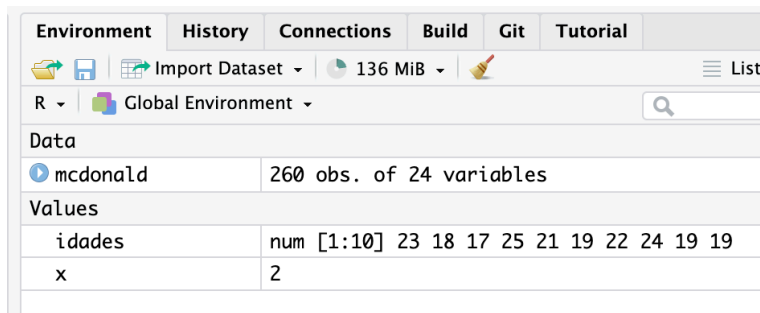 Environment History Connections Build Git Tutorial
Import Dataset 136 MiB List
R Global Environment
Data
mcdonald 260 obs. of 24 variables
Values
idades num [1:10] 23 18 17 25 21 19 22 24 19 19
x 2